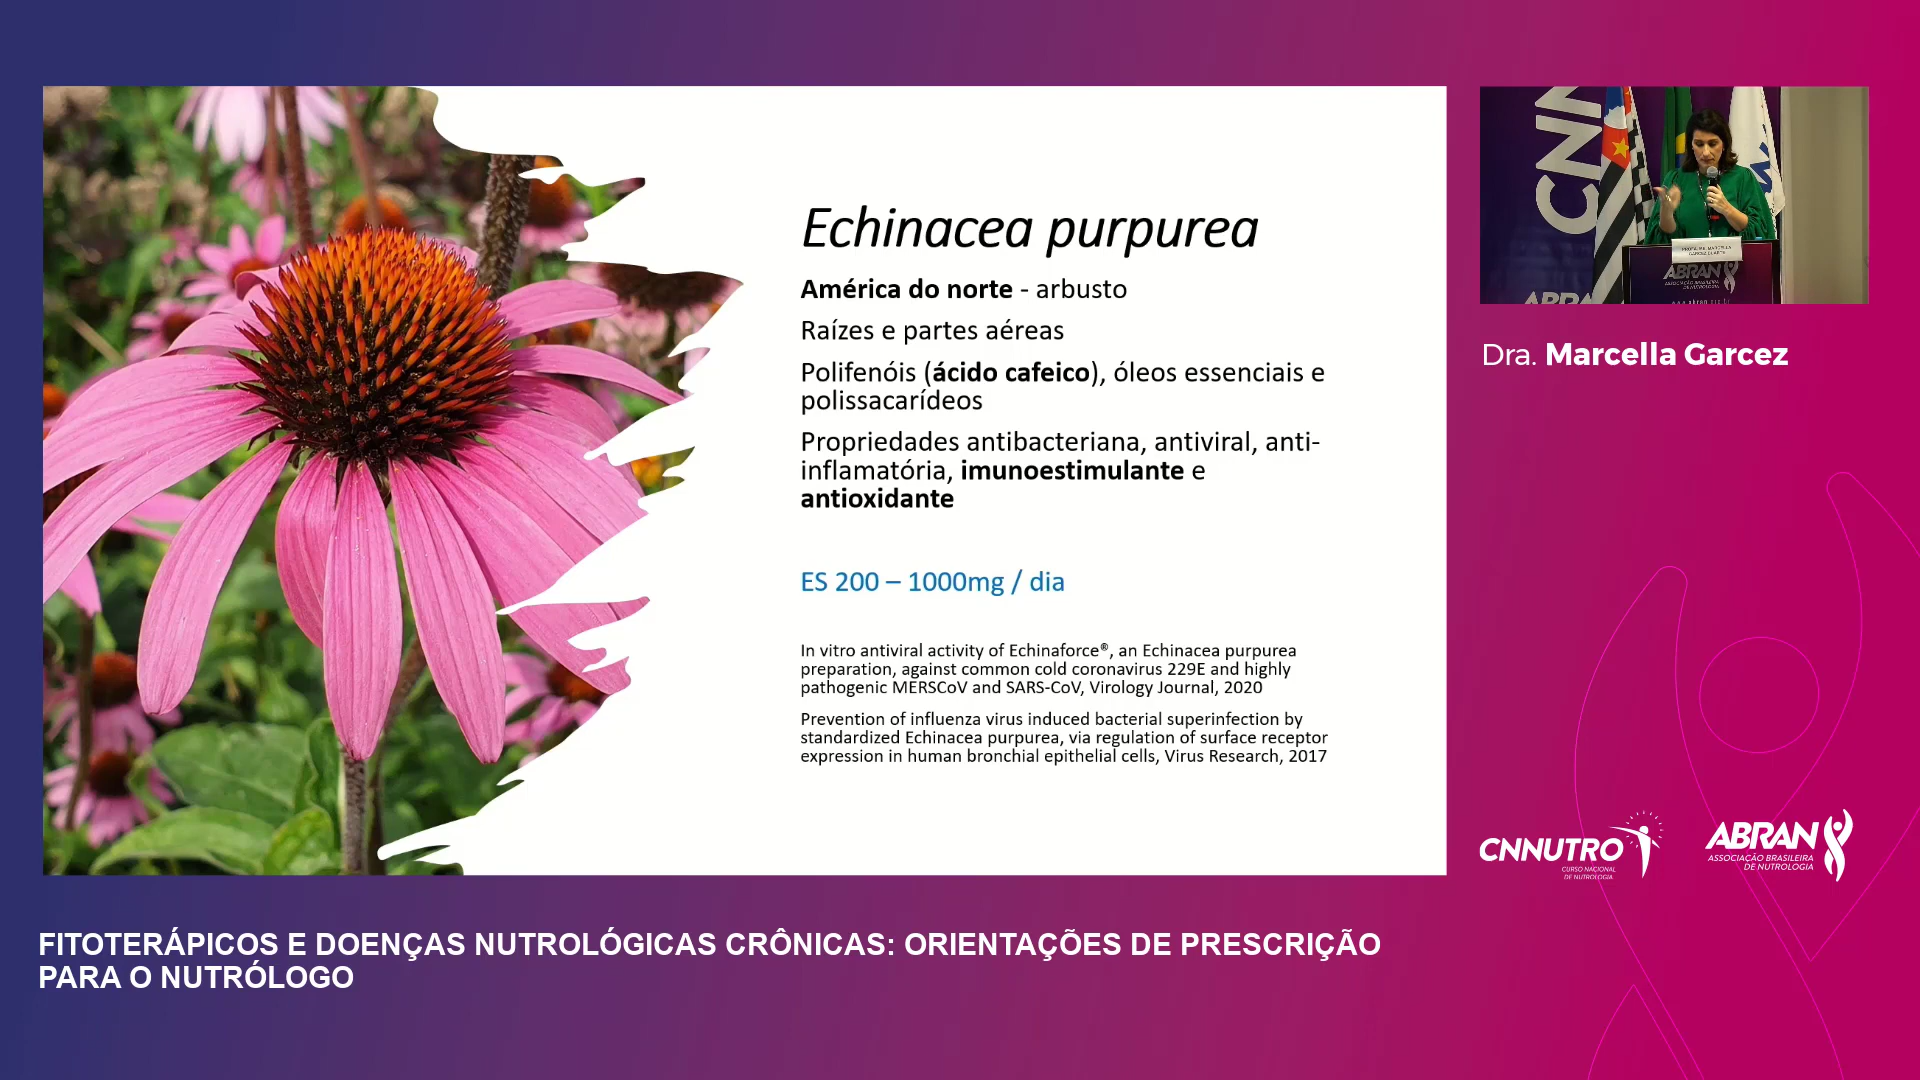 Echinacea purpurea
América do norte - arbusto
Raízes e partes aéreas
Polifenóis (ácido cafeico), óleos essenciais e
polissacarídeos
Propriedades antibacteriana, antiviral, anti-
inflamatória, imunoestimulante e
antioxidante
ES 200 – 1000mg / dia
In vitro antiviral activity of Echinaforce®, an Echinacea purpurea
preparation, against common cold coronavirus 229E and highly
pathogenic MERSCoV and SARS-CoV, Virology Journal, 2020
Prevention of influenza virus induced bacterial superinfection by
standardized Echinacea purpurea, via regulation of surface receptor
expression in human bronchial epithelial cells, Virus Research, 2017
CNN
ABRAN
Dra. Marcella Garcez
CNNUTRO
CURSO NACIONAL
DE NUTROLOGIA
ABRAN
ASSOCIAÇÃO BRASILEIRA
DE NUTROLOGIA
FITOTERÁPICOS E DOENÇAS NUTROLÓGICAS CRÔNICAS: ORIENTAÇÕES DE PRESCRIÇÃO
PARA O NUTRÓLOGO